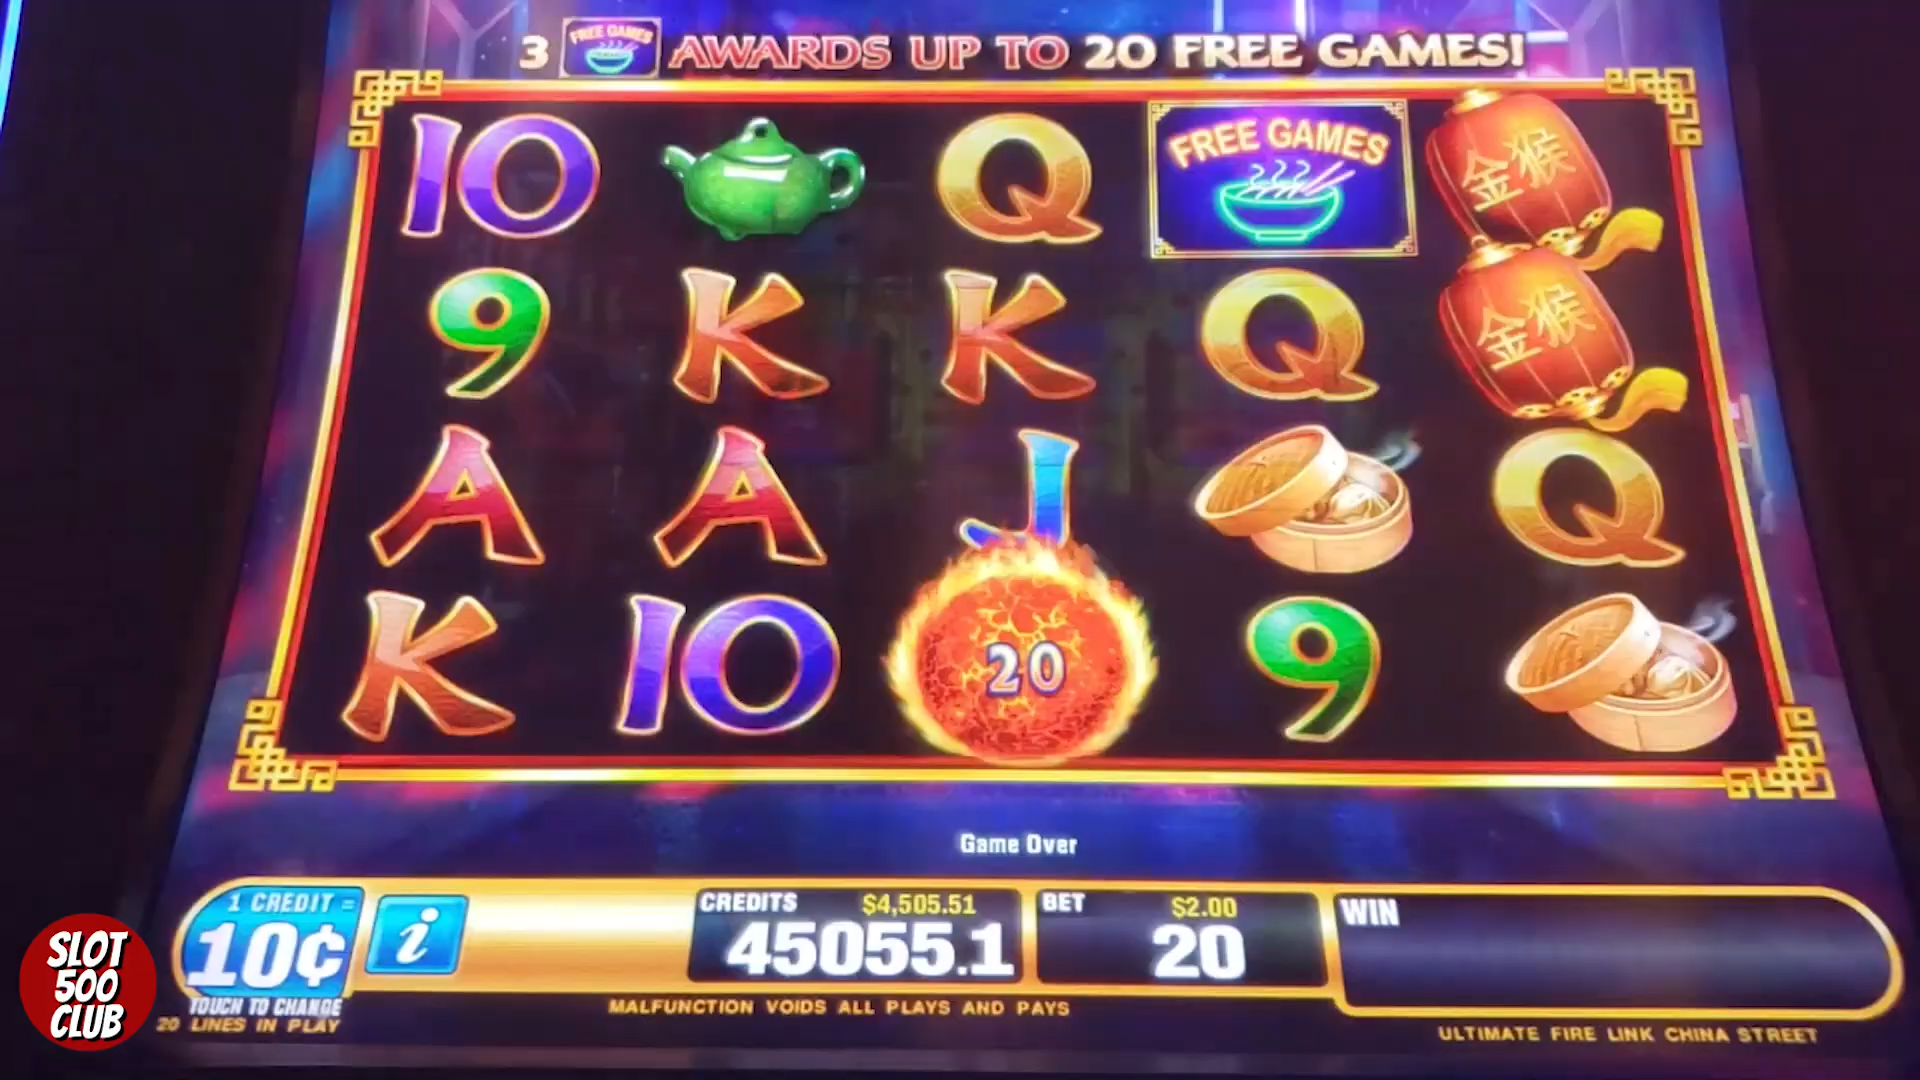 3 FREE GAMES AWARDS UP TO 20 FREE GAMES!
10 Q FREE GAMES 金猴
9 K K Q 金猴
A A J Q
K 10 20 9
Game Over
1 CREDIT =
10¢
TOUCH TO CHANGE
20 LINES IN PLAY
i
CREDITS $4,505.51
45055.1
BET $2.00
20
WIN
MALFUNCTION VOIDS ALL PLAYS AND PAYS
ULTIMATE FIRE LINK CHINA STREET
SLOT
500
CLUB